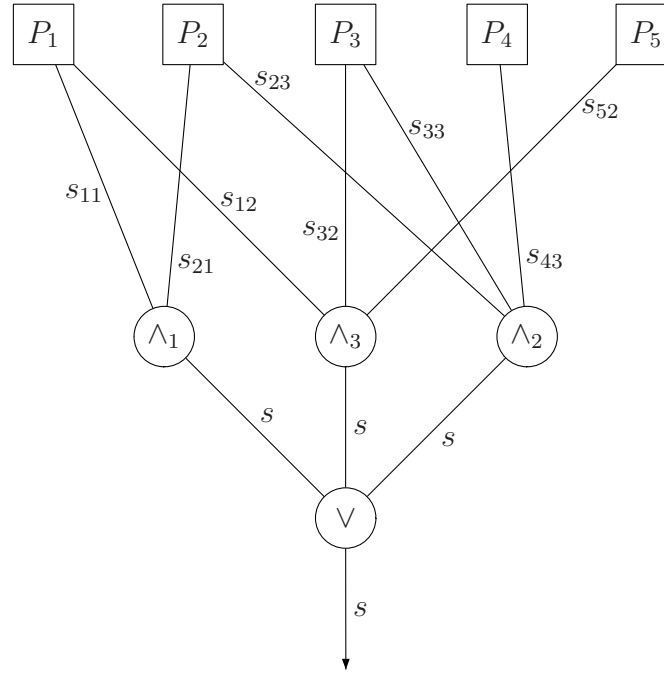 P₁ P₂ P₃ P₄ P₅
s₂₃
s₅₂
s₃₃
s₁₁ s₁₂
s₃₂
s₂₁ s₄₃
∧₁ ∧₃ ∧₂
s s s
∨
s